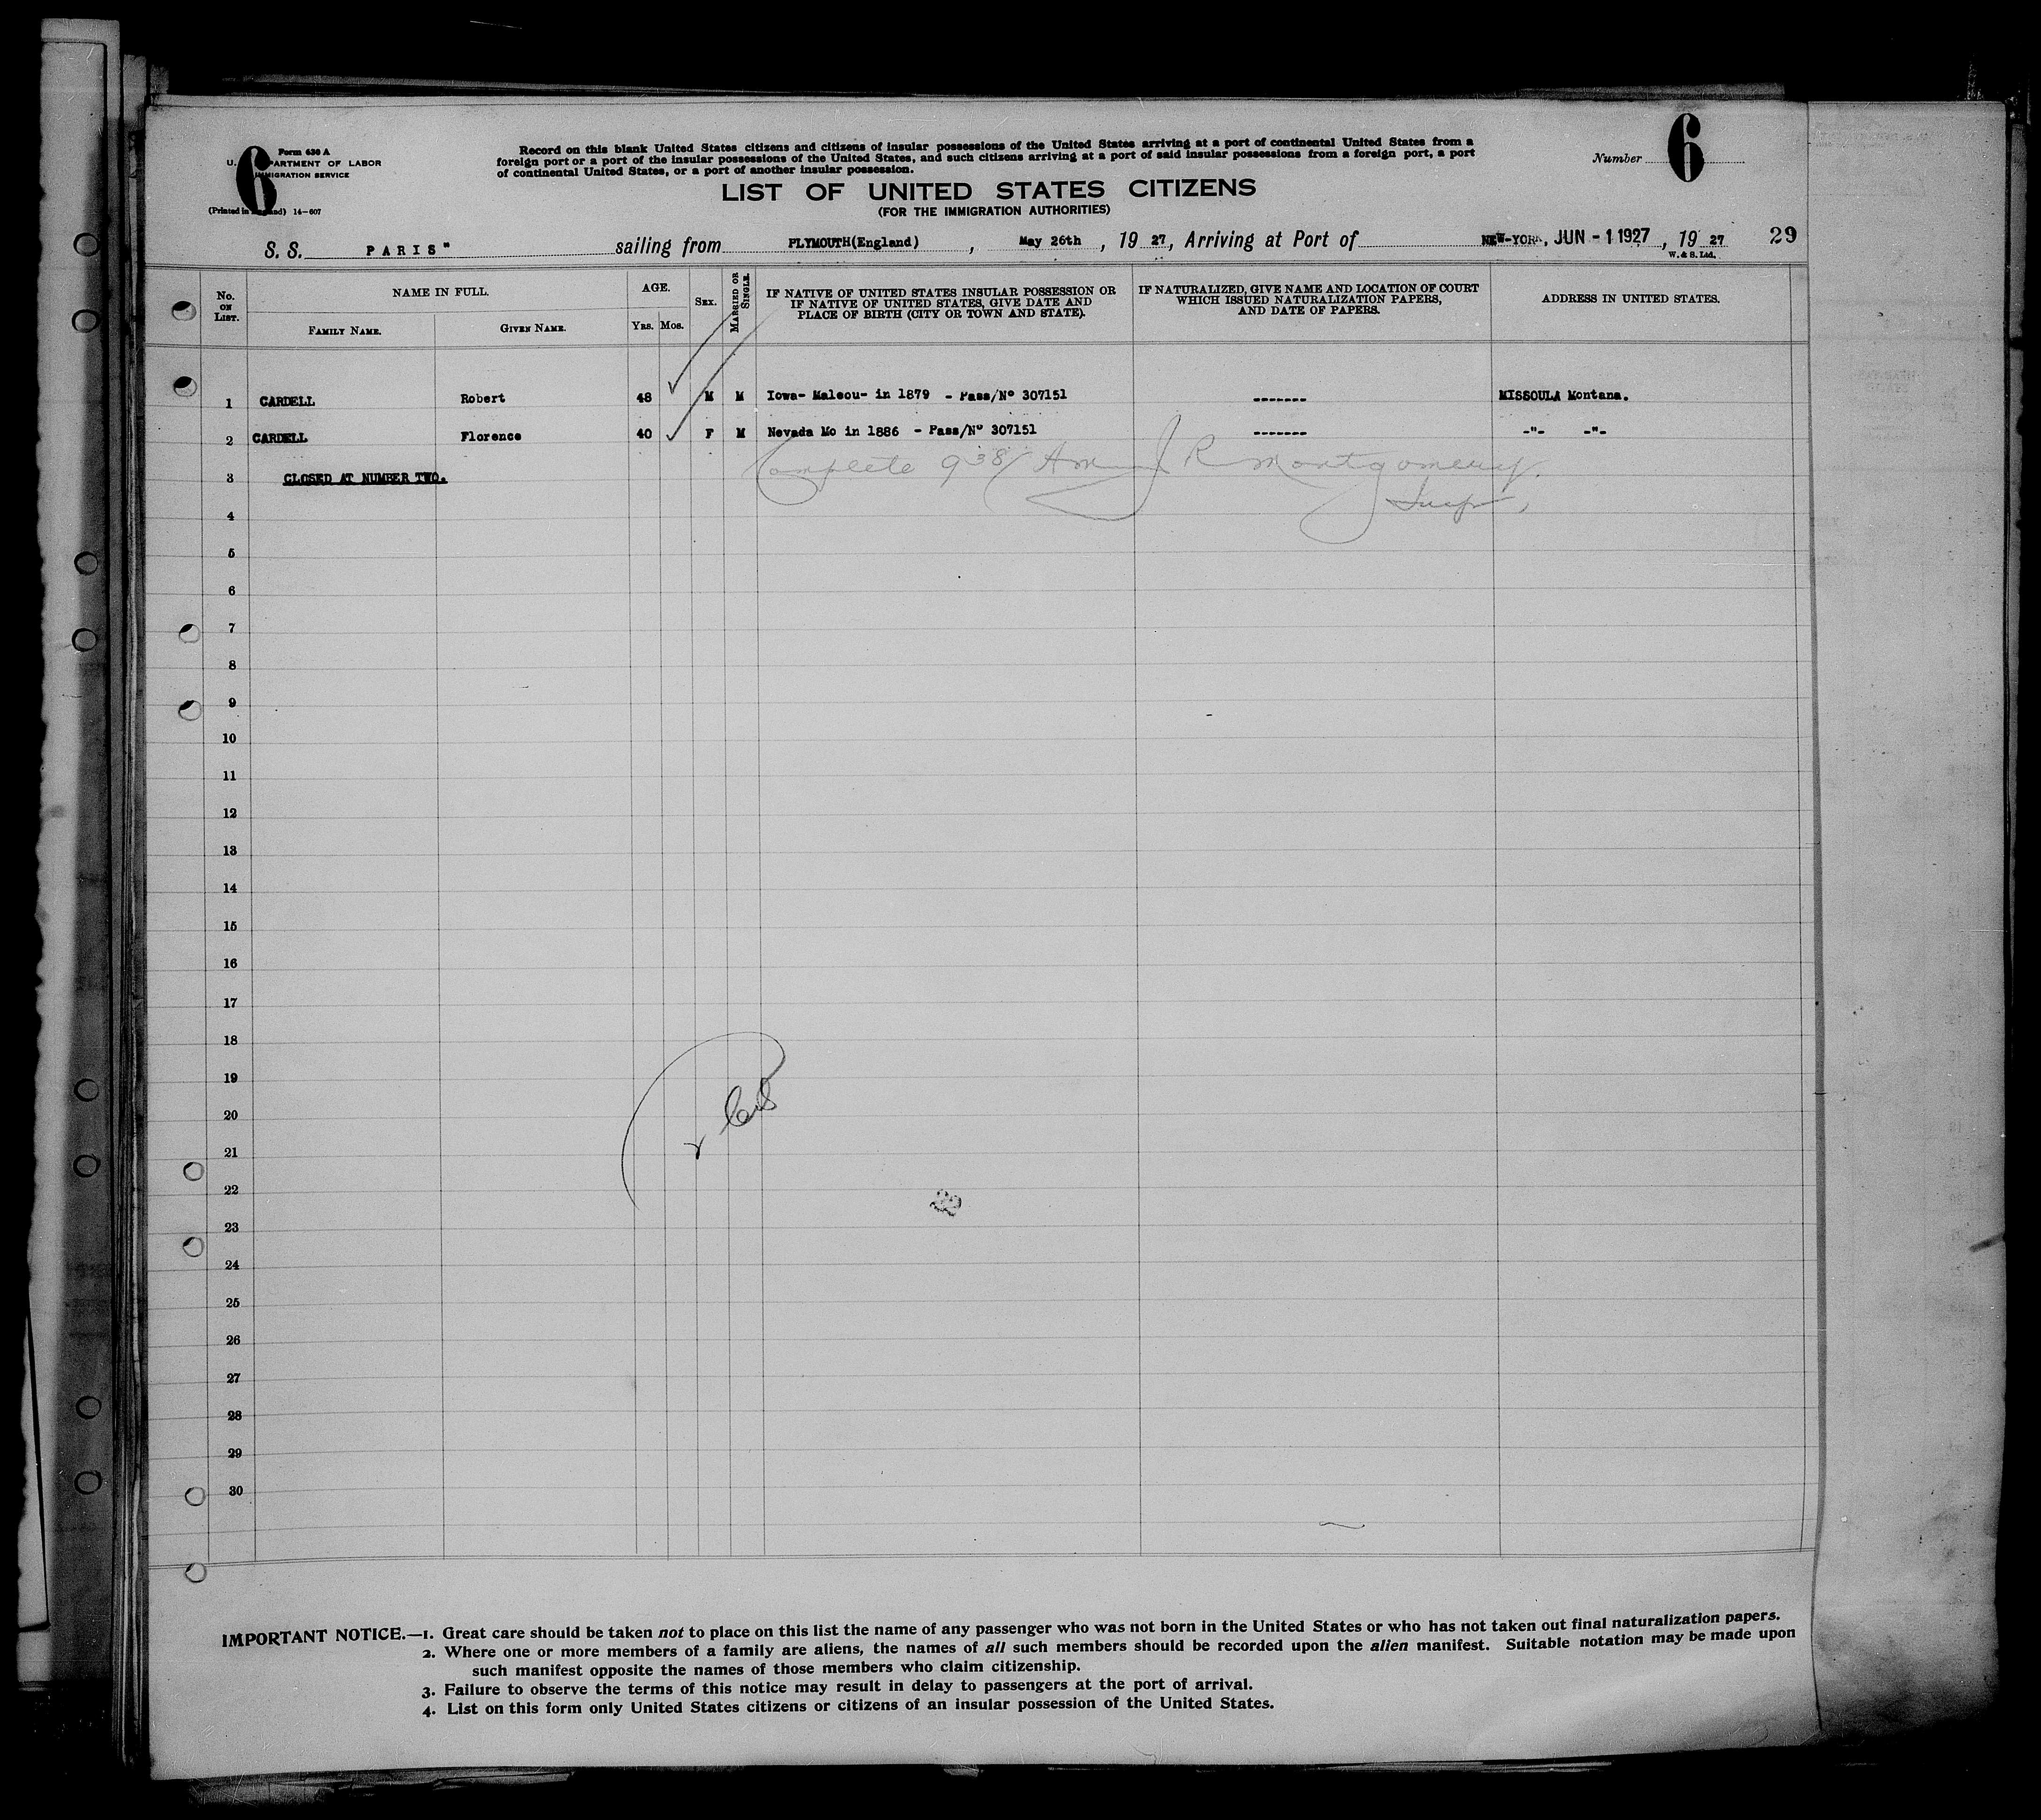 Form 630 A
U. ARTMENT OF LABOR
IMMIGRATION SERVICE
6
(Printed in England) 14-607
Record on this blank United States citizens and citizens of insular possessions of the United States arriving at a port of continental United States from a
foreign port or a port of the insular possessions of the United States, and such citizens arriving at a port of said insular possessions from a foreign port, a port
of continental United States, or a port of another insular possession.
Number 6
LIST OF UNITED STATES CITIZENS
(FOR THE IMMIGRATION AUTHORITIES)
S. S. PARIS" sailing from PLYMOUTH(England), May 26th, 19 27, Arriving at Port of NEW-YORK, JUN - 1 1927, 19 27 29
W. & S. Ltd.
No. ON LIST. NAME IN FULL. AGE. SEX. MARRIED OR SINGLE. IF NATIVE OF UNITED STATES INSULAR POSSESSION OR IF NATIVE OF UNITED STATES, GIVE DATE AND PLACE OF BIRTH (CITY OR TOWN AND STATE). IF NATURALIZED, GIVE NAME AND LOCATION OF COURT WHICH ISSUED NATURALIZATION PAPERS, AND DATE OF PAPERS. ADDRESS IN UNITED STATES.
FAMILY NAME. GIVEN NAME. YRS. MOS.
1 CARDELL Robert 48 M M Iowa- Malcou- in 1879 - Pass/N° 307151 ------- MISSOULA Montana.
2 CARDELL Florence 40 F M Nevada Mo in 1886 - Pass/N° 307151 ------- -"- -"-
Complete 938 Am J R Montgomery.
3 CLOSED AT NUMBER TWO.
Insp.
4
5
6
7
8
9
10
11
12
13
14
15
16
17
18
19
20
21
22
23
24
25
26
27
28
29
30
IMPORTANT NOTICE.—1. Great care should be taken not to place on this list the name of any passenger who was not born in the United States or who has not taken out final naturalization papers.
2. Where one or more members of a family are aliens, the names of all such members should be recorded upon the alien manifest. Suitable notation may be made upon
such manifest opposite the names of those members who claim citizenship.
3. Failure to observe the terms of this notice may result in delay to passengers at the port of arrival.
4. List on this form only United States citizens or citizens of an insular possession of the United States.